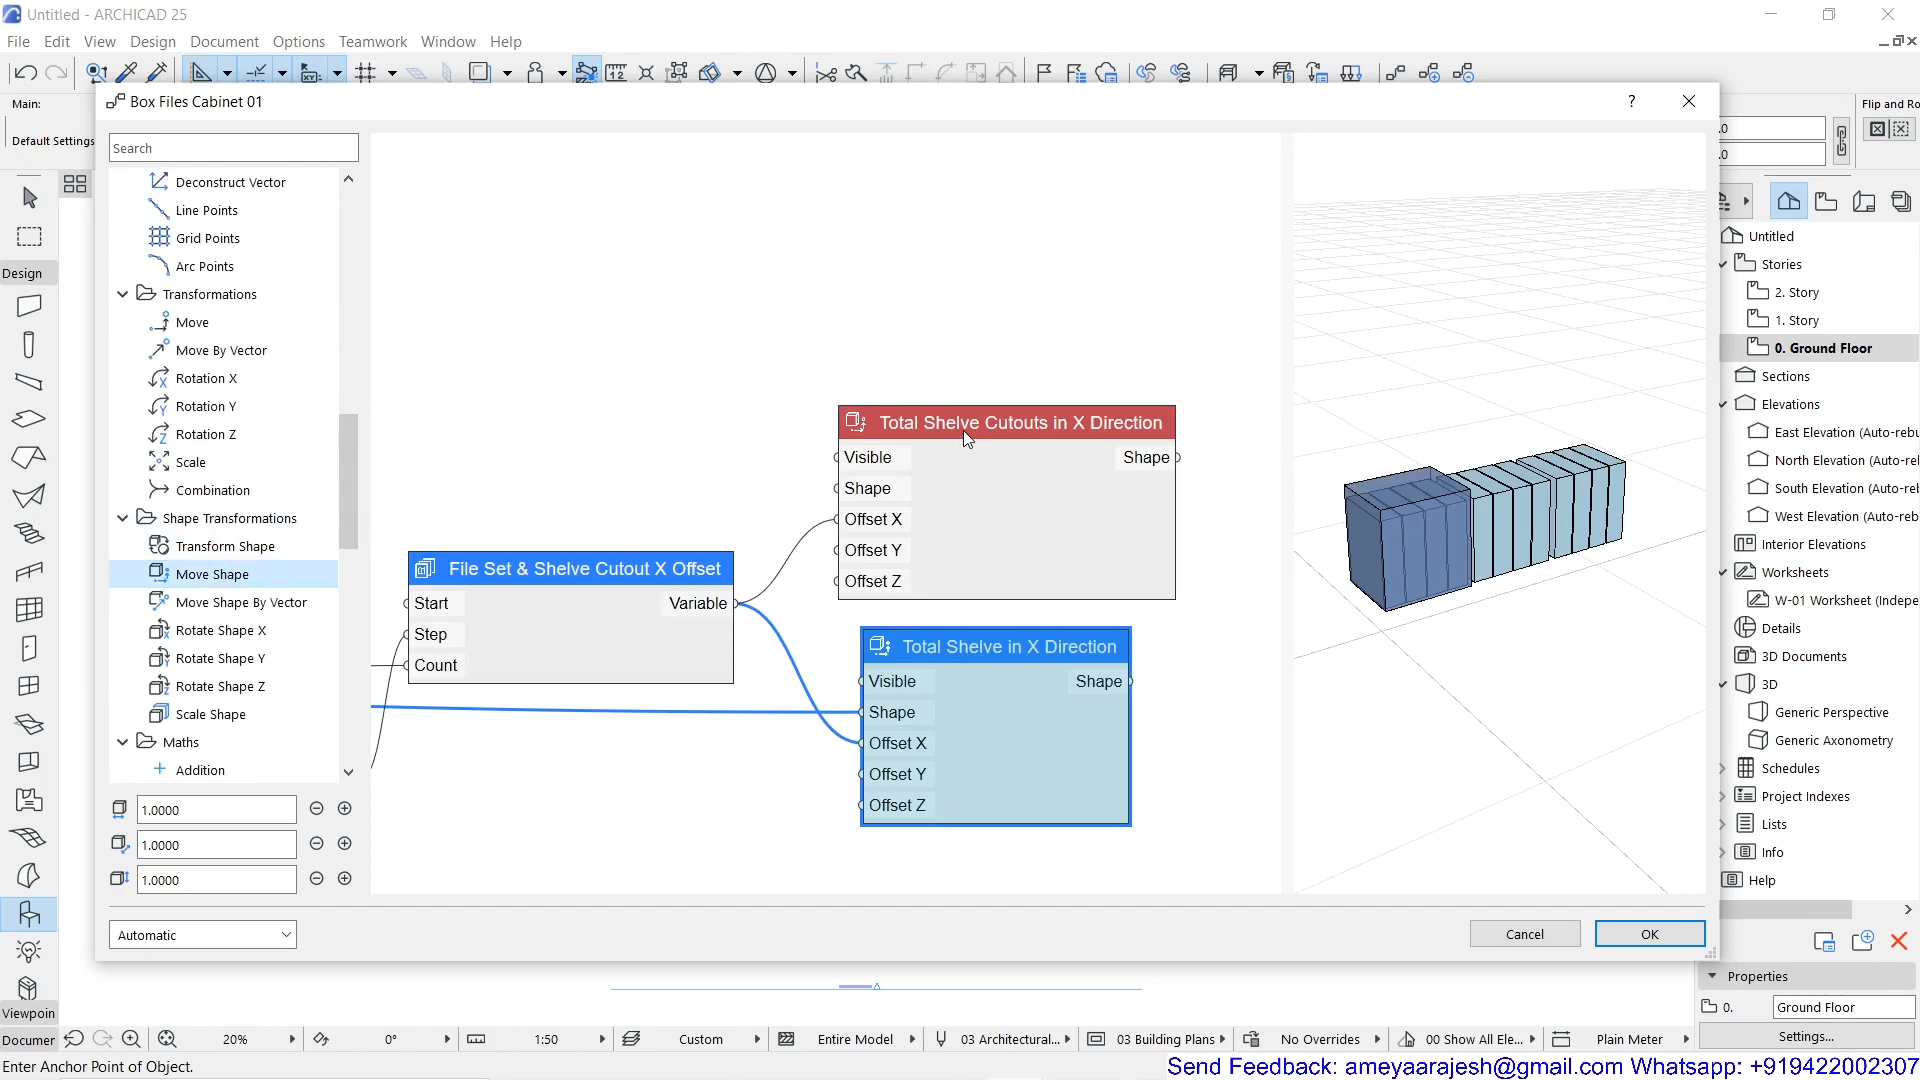 Untitled - ARCHICAD 25
File Edit View Design Document Options Teamwork Window Help
Main:
Default Settings
Box Files Cabinet 01
?
Flip and Ro
.0
.0
Search
Deconstruct Vector
Line Points
Grid Points
Arc Points
Transformations
Move
Move By Vector
Rotation X
Rotation Y
Rotation Z
Scale
Combination
Shape Transformations
Transform Shape
Move Shape
Move Shape By Vector
Rotate Shape X
Rotate Shape Y
Rotate Shape Z
Scale Shape
Maths
Addition
1.0000
1.0000
1.0000
Automatic
Design
Viewpoin
Documer
File Set & Shelve Cutout X Offset
Start
Variable
Step
Count
Total Shelve Cutouts in X Direction
Visible
Shape
Shape
Offset X
Offset Y
Offset Z
Total Shelve in X Direction
Visible
Shape
Shape
Offset X
Offset Y
Offset Z
Cancel
OK
Untitled
Stories
2. Story
1. Story
0. Ground Floor
Sections
Elevations
East Elevation (Auto-rebu
North Elevation (Auto-rel
South Elevation (Auto-rel
West Elevation (Auto-reb
Interior Elevations
Worksheets
W-01 Worksheet (Indepe
Details
3D Documents
3D
Generic Perspective
Generic Axonometry
Schedules
Project Indexes
Lists
Info
Help
Properties
0.
Ground Floor
Settings...
20%
0°
1:50
Custom
Entire Model
03 Architectural...
03 Building Plans
No Overrides
00 Show All Ele...
Plain Meter
Enter Anchor Point of Object.
Send Feedback: ameyaarajesh@gmail.com Whatsapp: +919422002307